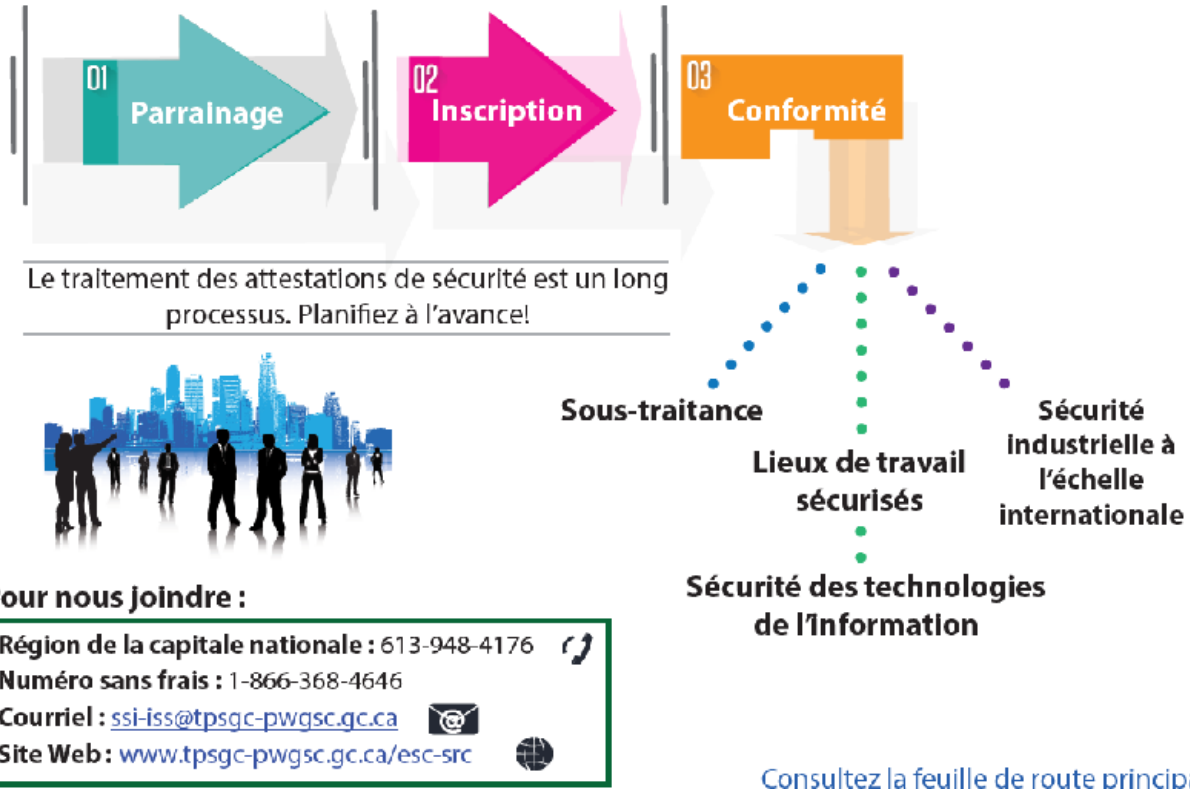 01
Parrainage
02
Inscription
03
Conformité
Le traitement des attestations de sécurité est un long
processus. Planifiez à l'avance!
Sous-traitance
Lieux de travail
sécurisés
Sécurité
industrielle à
l'échelle
internationale
Sécurité des technologies
de l'information
our nous joindre :
Région de la capitale nationale : 613-948-4176
Numéro sans frais : 1-866-368-4646
Courriel : ssi-iss@tpsgc-pwgsc.gc.ca
Site Web : www.tpsgc-pwgsc.gc.ca/esc-src
Consultez la feuille de route principa